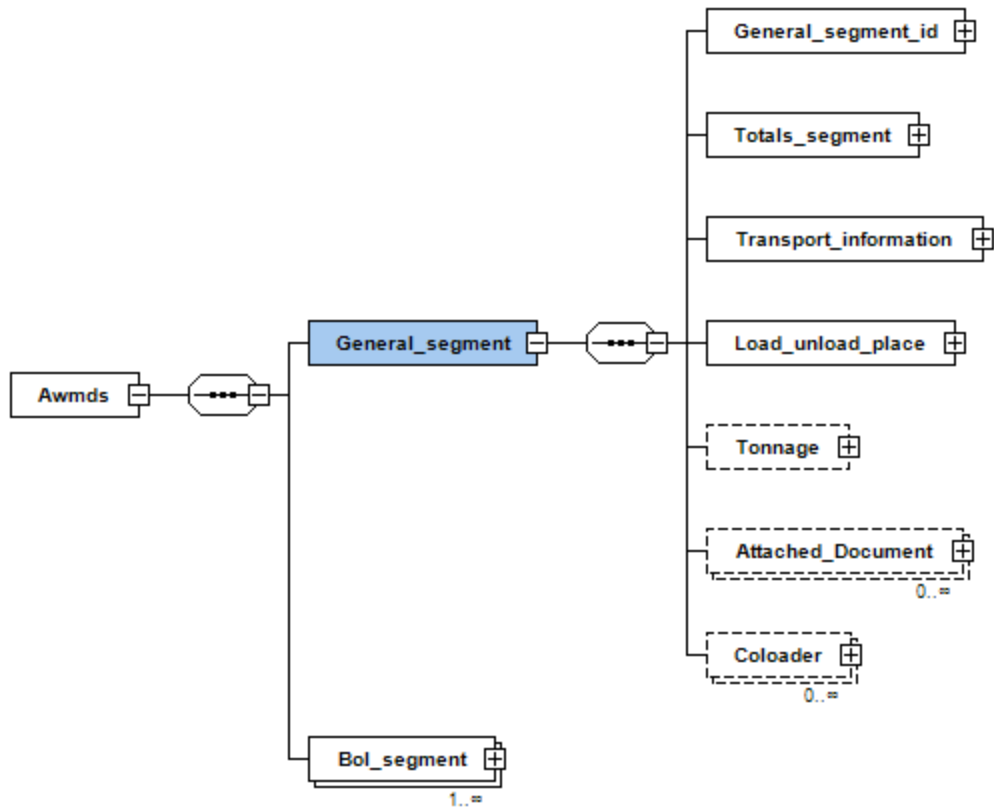 General_segment_id
Totals_segment
Transport_information
General_segment
Load_unload_place
Awmds
Tonnage
Attached_Document
0..∞
Coloader
0..∞
Bol_segment
1..∞